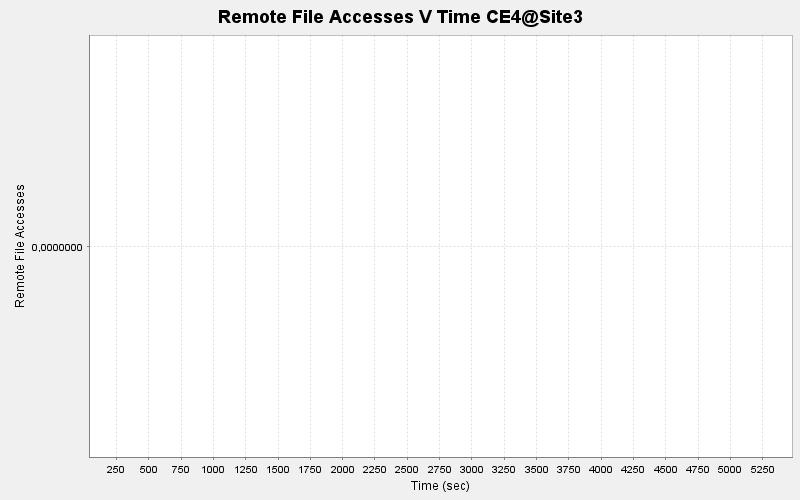 Remote File Accesses V Time CE4@Site3
Remote File Accesses
0,0000000
250 500 750 1000 1250 1500 1750 2000 2250 2500 2750 3000 3250 3500 3750 4000 4250 4500 4750 5000 5250
Time (sec)